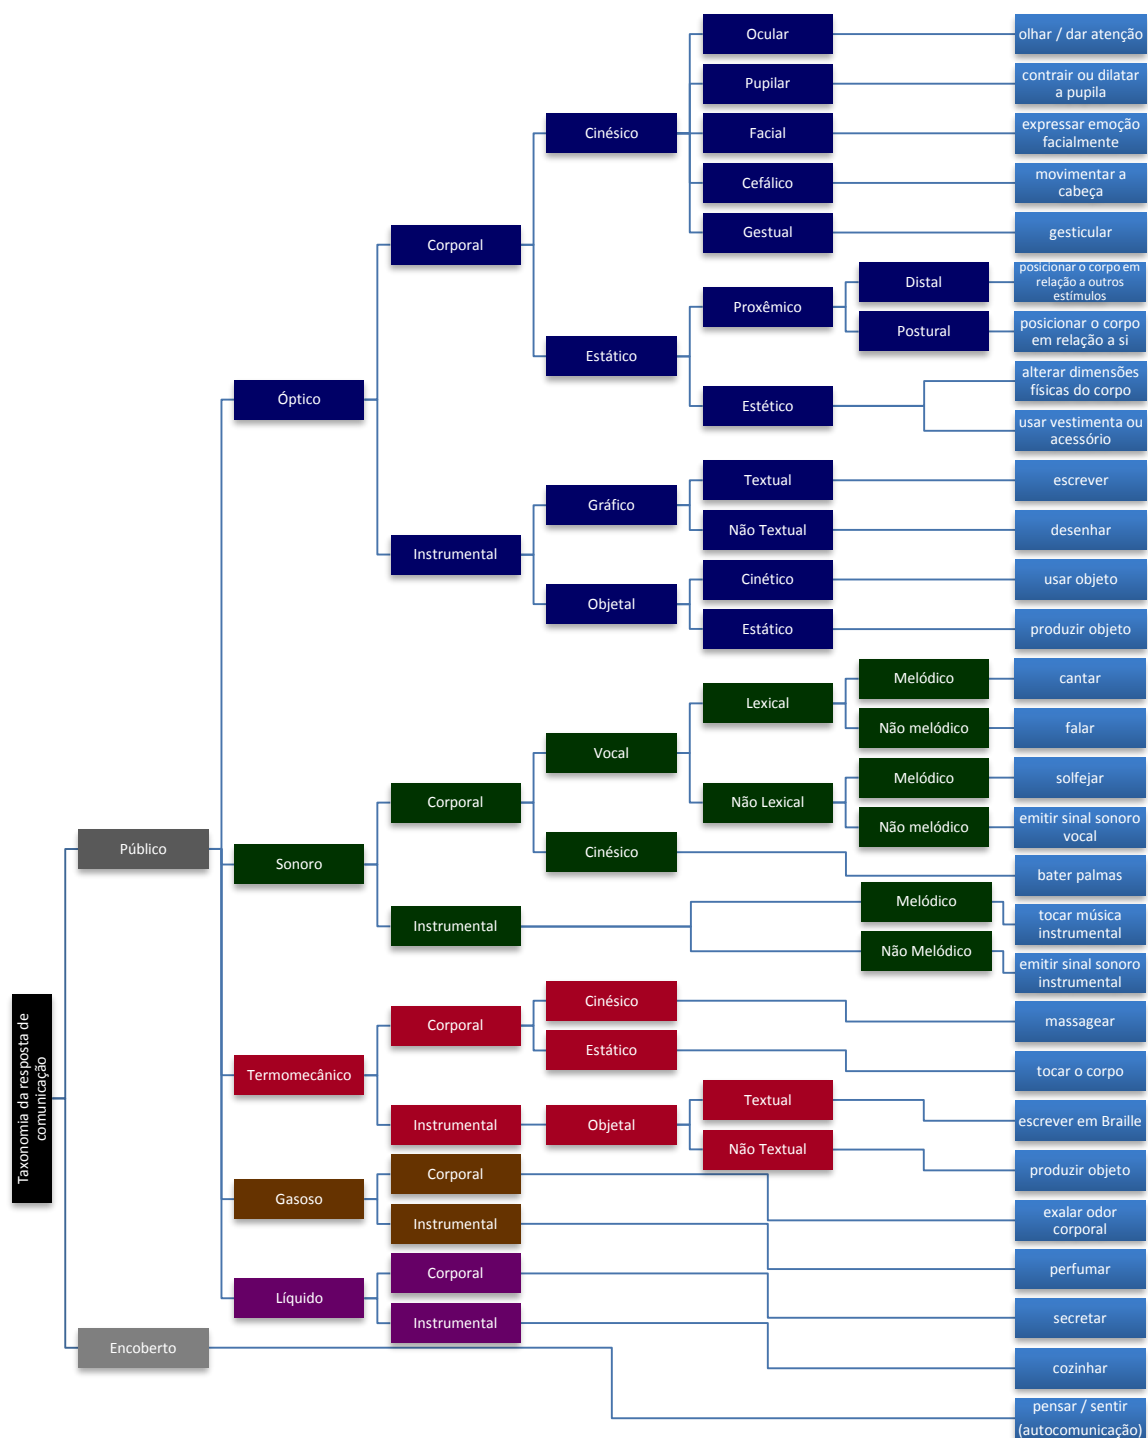 Taxonomia da resposta de
comunicação
Público
Encoberto
Óptico
Sonoro
Termomecânico
Gasoso
Líquido
Corporal
Instrumental
Corporal
Instrumental
Corporal
Instrumental
Corporal
Instrumental
Corporal
Instrumental
Cinésico
Estático
Gráfico
Objetal
Vocal
Cinésico
Cinésico
Estático
Objetal
Ocular
Pupilar
Facial
Cefálico
Gestual
Proxêmico
Estético
Textual
Não Textual
Cinético
Estático
Lexical
Não Lexical
Textual
Não Textual
Distal
Postural
Melódico
Não melódico
Melódico
Não melódico
Melódico
Não Melódico
olhar / dar atenção
contrair ou dilatar
a pupila
expressar emoção
facialmente
movimentar a
cabeça
gesticular
posicionar o corpo em
relação a outros
estímulos
posicionar o corpo
em relação a si
alterar dimensões
físicas do corpo
usar vestimenta ou
acessório
escrever
desenhar
usar objeto
produzir objeto
cantar
falar
solfejar
emitir sinal sonoro
vocal
bater palmas
tocar música
instrumental
emitir sinal sonoro
instrumental
massagear
tocar o corpo
escrever em Braille
produzir objeto
exalar odor
corporal
perfumar
secretar
cozinhar
pensar / sentir
(autocomunicação)